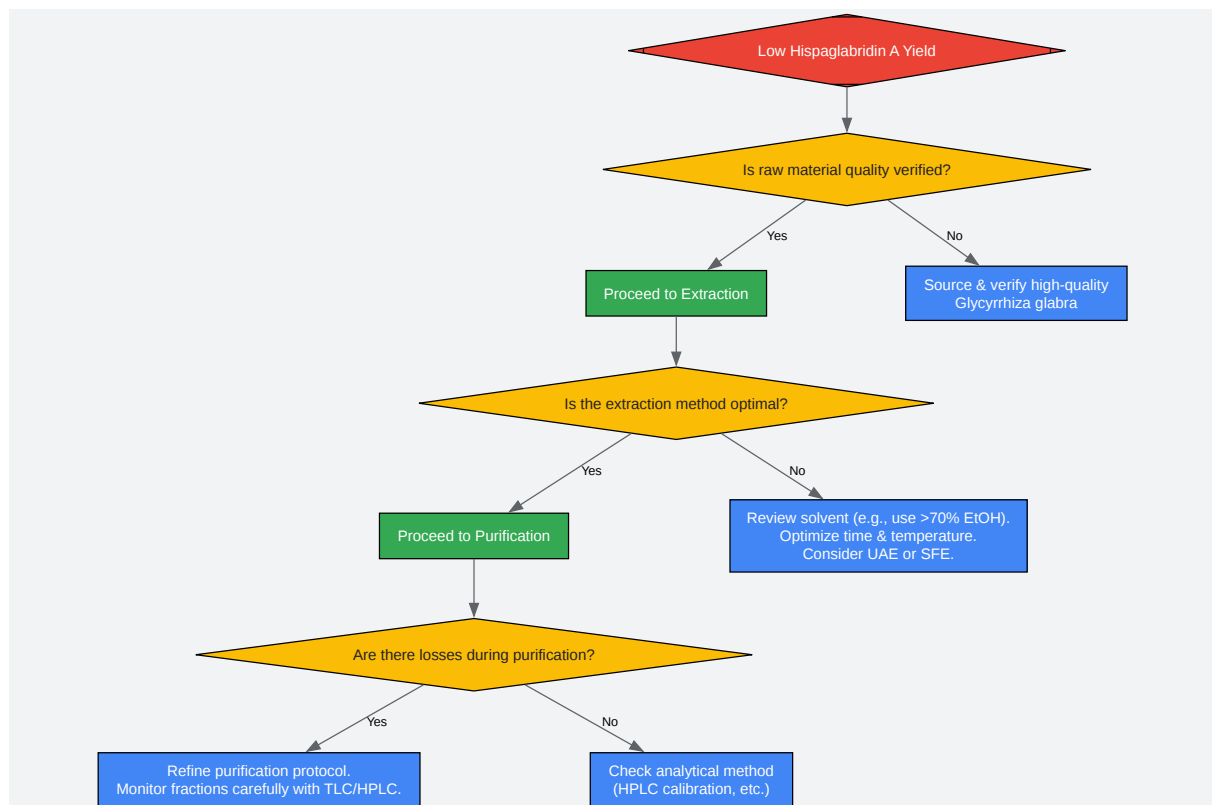 Low Hispaglabridin A Yield
Is raw material quality verified?
Yes
No
Proceed to Extraction
Source & verify high-quality
Glycyrrhiza glabra
Is the extraction method optimal?
Yes
No
Proceed to Purification
Review solvent (e.g., use >70% EtOH).
Optimize time & temperature.
Consider UAE or SFE.
Are there losses during purification?
Yes
No
Refine purification protocol.
Monitor fractions carefully with TLC/HPLC.
Check analytical method
(HPLC calibration, etc.)